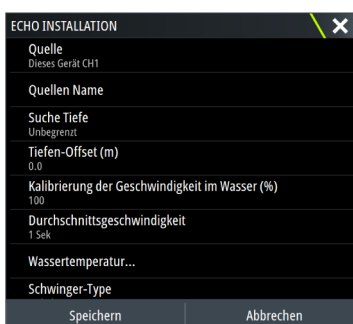 ECHO INSTALLATION
Quelle
Dieses Gerät CH1
Quellen Name
Suche Tiefe
Unbegrenzt
Tiefen-Offset (m)
0.0
Kalibrierung der Geschwindigkeit im Wasser (%)
100
Durchschnittsgeschwindigkeit
1 Sek
Wassertemperatur...
Schwinger-Type
Speichern
Abbrechen